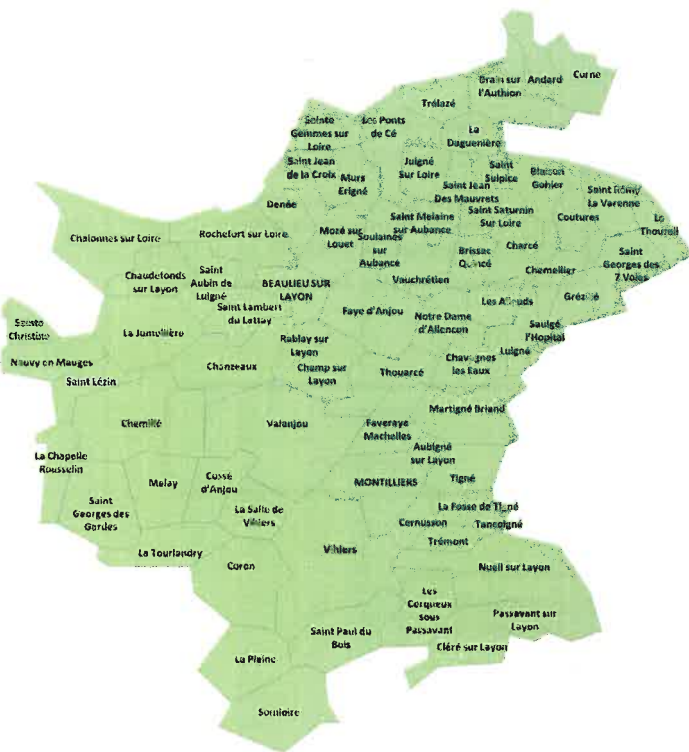 Brain sur
l'Authion
Andard
Corne
Trélazé
Sainte
Gemmes sur
Loire
Les Ponts
de Cé
La
Daguenière
Saint Jean
de la Croix
Murs
Erigné
Juigné
Sur Loire
Saint
Sulpice
Blaison
Gohier
Saint Jean
Des Mauvrets
Saint Rémy
La Varenne
Denée
Saint Melaine
sur Aubance
Saint Saturnin
Sur Loire
Coutures
Le
Thoureil
Chalonnes sur Loire
Rochefort sur Loire
Mozé sur
Louet
Soulaines
sur
Aubance
Brissac
Quincé
Charcé
Saint
Georges des
7 Voies
Chemellier
Chaudefonds
sur Layon
Saint
Aubin de
Luigné
BEAULIEU SUR
LAYON
Vauchrétien
Grézillé
Saint Lambert
du Lattay
Faye d'Anjou
Notre Dame
d'Allencon
Les Alleuds
Sainte
Christine
La Jumellière
Saulgé
l'Hopital
Rablay sur
Layon
Luigné
Neuvy en Mauges
Chanzeaux
Champ sur
Layon
Thouarcé
Chavagnes
les Eaux
Saint Lézin
Martigné Briand
Chemillé
Valanjou
Faveraye
Machelles
Aubigné
sur Layon
La Chapelle
Rousselin
Melay
Cossé
d'Anjou
MONTILLIERS
Tigné
Saint
Georges des
Gardes
La Salle de
Vihiers
La Fosse de Tigné
Cernusson
Tancoigné
La Tourlandry
Vihiers
Trémont
Coron
Nueil sur Layon
Les
Cerqueux
sous
Passavant
Passavant sur
Layon
Saint Paul du
Bois
Cléré sur Layon
La Plaine
Somloire